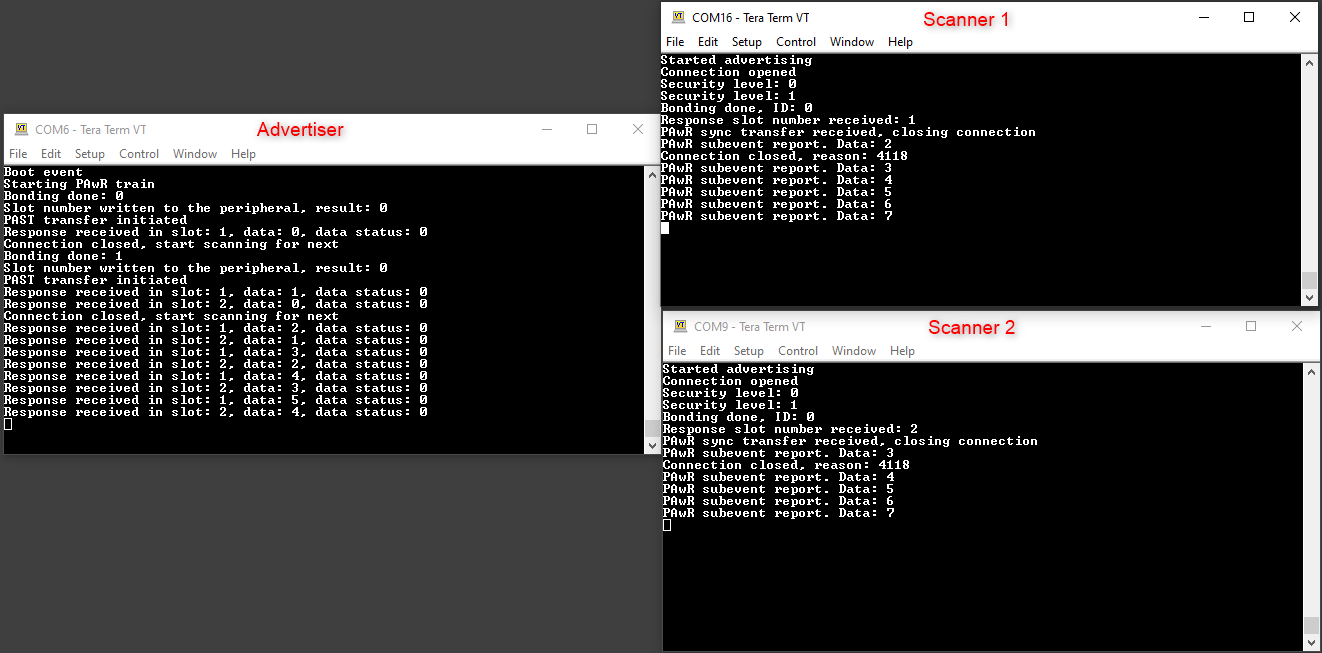 COM6 - Tera Term VT
Advertiser
File Edit Setup Control Window Help
Boot event
Starting PAwR train
Bonding done: 0
Slot number written to the peripheral, result: 0
PAST transfer initiated
Response received in slot: 1, data: 0, data status: 0
Connection closed, start scanning for next
Bonding done: 1
Slot number written to the peripheral, result: 0
PAST transfer initiated
Response received in slot: 1, data: 1, data status: 0
Response received in slot: 2, data: 0, data status: 0
Connection closed, start scanning for next
Response received in slot: 1, data: 2, data status: 0
Response received in slot: 2, data: 1, data status: 0
Response received in slot: 1, data: 3, data status: 0
Response received in slot: 2, data: 2, data status: 0
Response received in slot: 1, data: 4, data status: 0
Response received in slot: 2, data: 3, data status: 0
Response received in slot: 1, data: 5, data status: 0
Response received in slot: 2, data: 4, data status: 0
COM16 - Tera Term VT
Scanner 1
File Edit Setup Control Window Help
Started advertising
Connection opened
Security level: 0
Security level: 1
Bonding done, ID: 0
Response slot number received: 1
PAwR sync transfer received, closing connection
PAwR subevent report. Data: 2
Connection closed, reason: 4118
PAwR subevent report. Data: 3
PAwR subevent report. Data: 4
PAwR subevent report. Data: 5
PAwR subevent report. Data: 6
PAwR subevent report. Data: 7
COM9 - Tera Term VT
Scanner 2
File Edit Setup Control Window Help
Started advertising
Connection opened
Security level: 0
Security level: 1
Bonding done, ID: 0
Response slot number received: 2
PAwR sync transfer received, closing connection
PAwR subevent report. Data: 3
Connection closed, reason: 4118
PAwR subevent report. Data: 4
PAwR subevent report. Data: 5
PAwR subevent report. Data: 6
PAwR subevent report. Data: 7